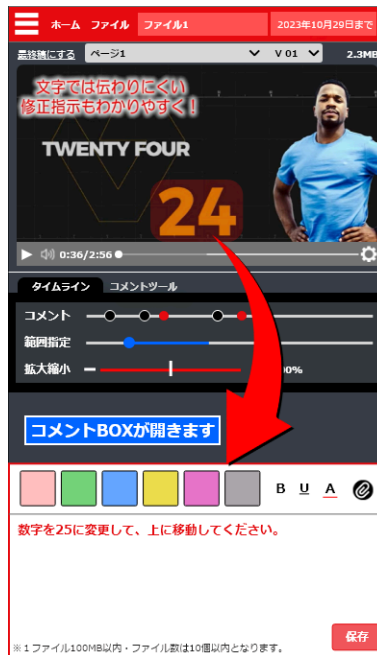 ホーム ファイル ファイル1 2023年10月29日まで
最終稿にする ページ1 V 01 2.3MB
文字では伝わりにくい
修正指示もわかりやすく！
TWENTY FOUR
24
0:36/2:56
タイムライン コメントツール
コメント
範囲指定
拡大縮小 00%
コメントBOXが開きます
B U A
数字を25に変更して、上に移動してください。
保存
※１ファイル100MB以内・ファイル数は10個以内となります。